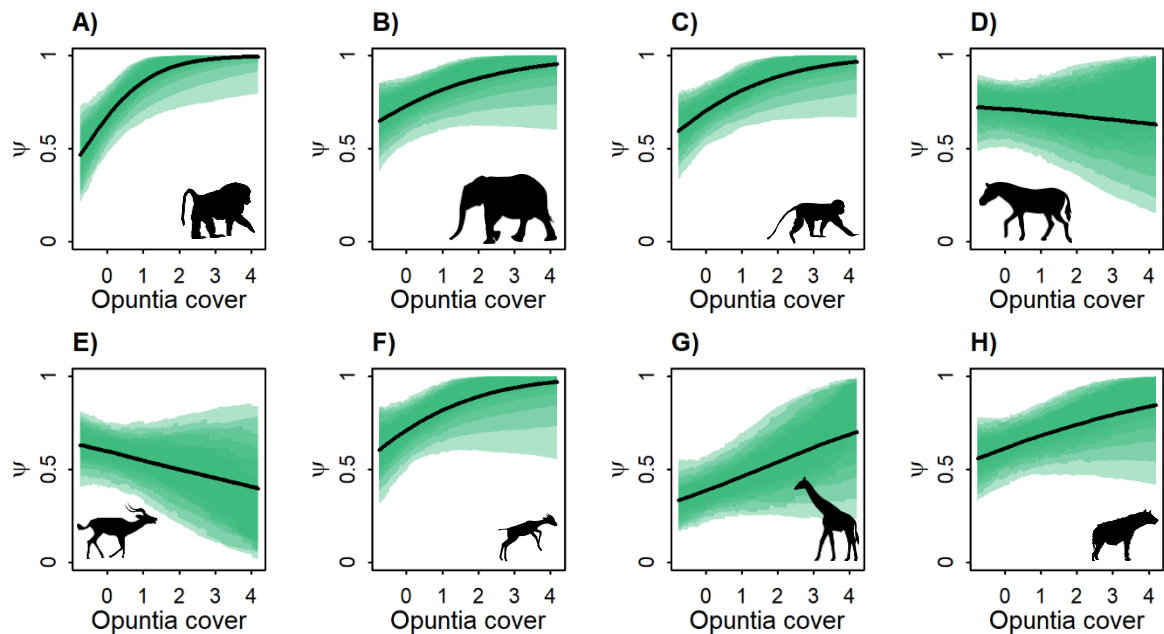 A) B) C) D)
ψ 0 0.5 1 ψ 0 0.5 1 ψ 0 0.5 1 ψ 0 0.5 1
0 1 2 3 4 0 1 2 3 4 0 1 2 3 4 0 1 2 3 4
Opuntia cover Opuntia cover Opuntia cover Opuntia cover
E) F) G) H)
ψ 0 0.5 1 ψ 0 0.5 1 ψ 0 0.5 1 ψ 0 0.5 1
0 1 2 3 4 0 1 2 3 4 0 1 2 3 4 0 1 2 3 4
Opuntia cover Opuntia cover Opuntia cover Opuntia cover